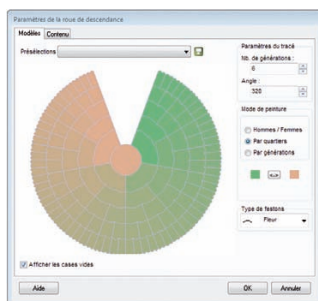 Paramètres de la roue de descendance
Modèles
Contenu
Présélections
Paramètres du tracé
Nb. de générations :
6
Angle :
320
Mode de peinture
Hommes / Femmes
Par quartiers
Par générations
<->
Type de festons
Fleur
Afficher les cases vides
Aide
OK
Annuler